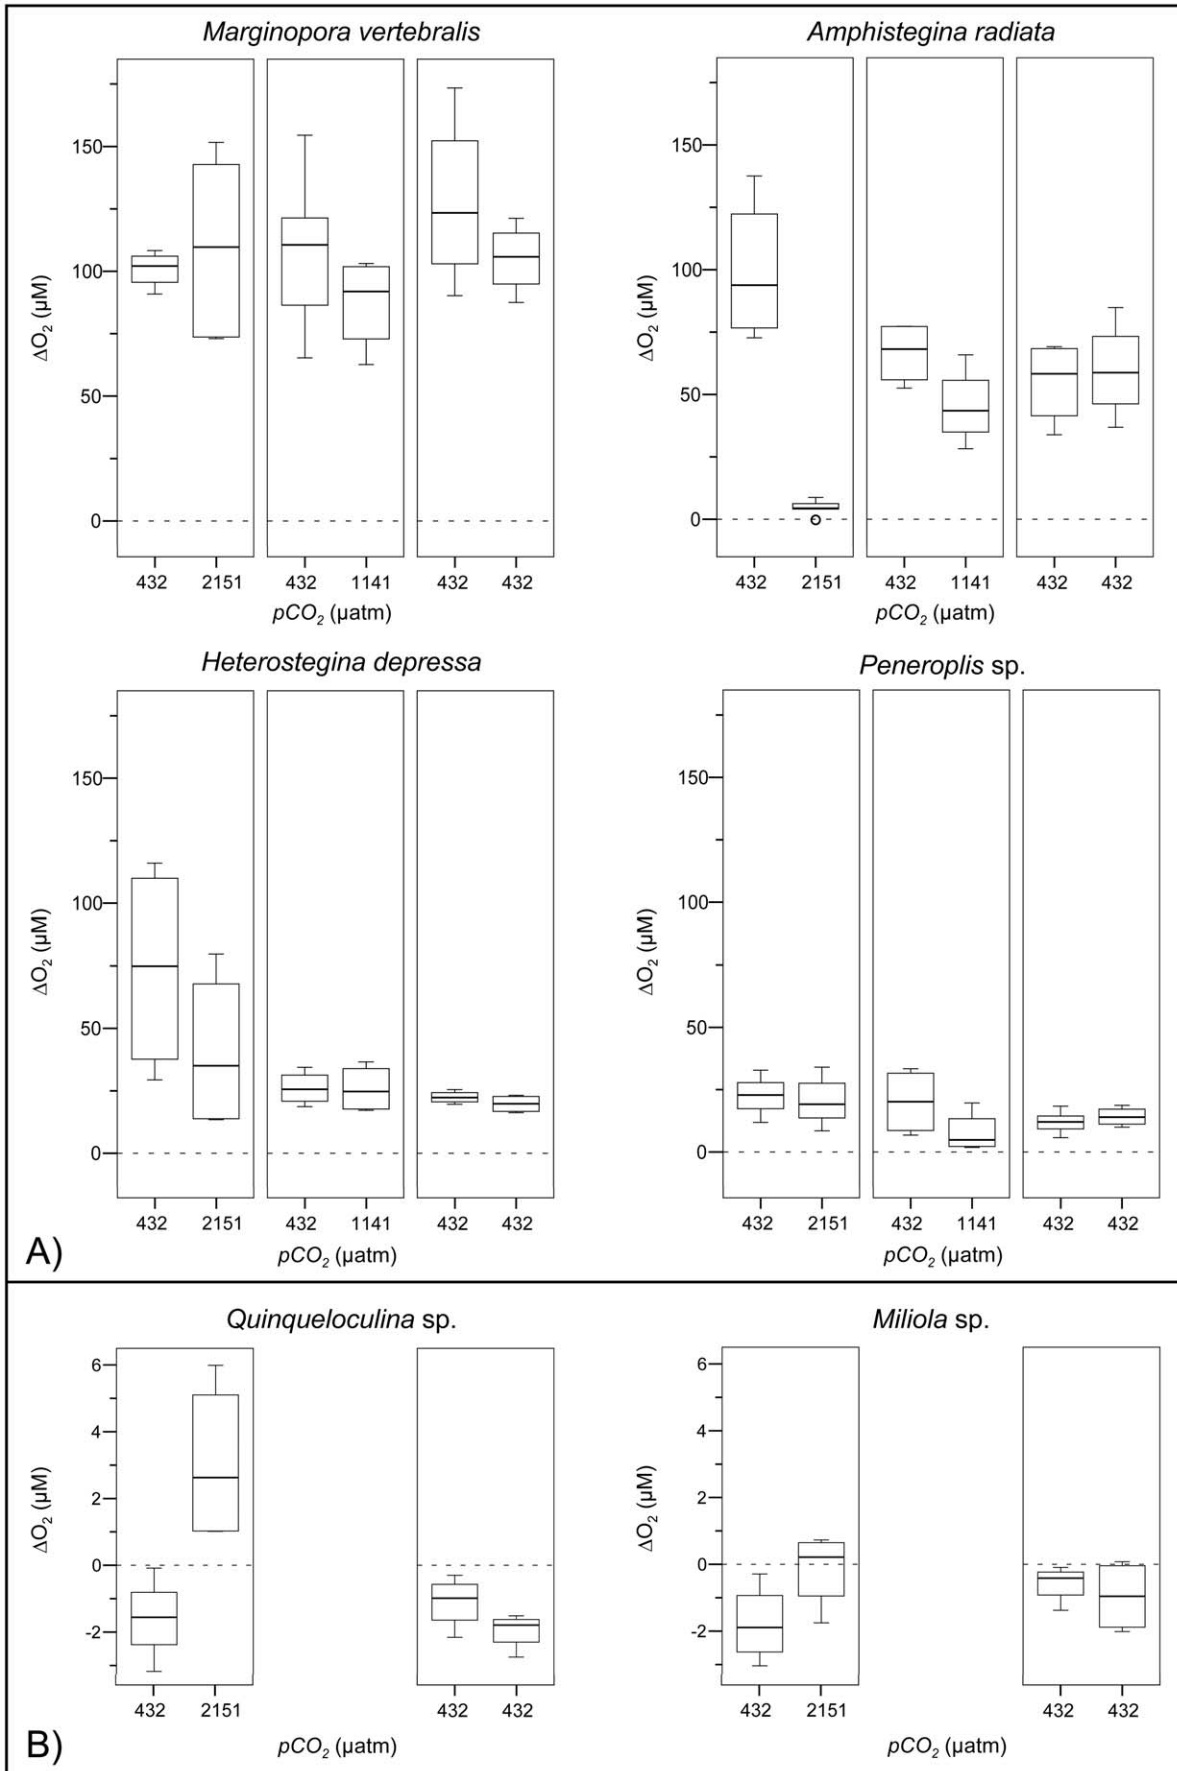 Marginopora vertebralis
Amphistegina radiata
150
100
50
0
ΔO2 (µM)
432 2151 432 1141 432 432
pCO2 (µatm)
150
100
50
0
ΔO2 (µM)
432 2151 432 1141 432 432
pCO2 (µatm)
Heterostegina depressa
Peneroplis sp.
150
100
50
0
ΔO2 (µM)
432 2151 432 1141 432 432
pCO2 (µatm)
150
100
50
0
ΔO2 (µM)
432 2151 432 1141 432 432
pCO2 (µatm)
A)
Quinqueloculina sp.
Miliola sp.
6
4
2
0
-2
ΔO2 (µM)
432 2151 432 432
pCO2 (µatm)
6
4
2
0
-2
ΔO2 (µM)
432 2151 432 432
pCO2 (µatm)
B)